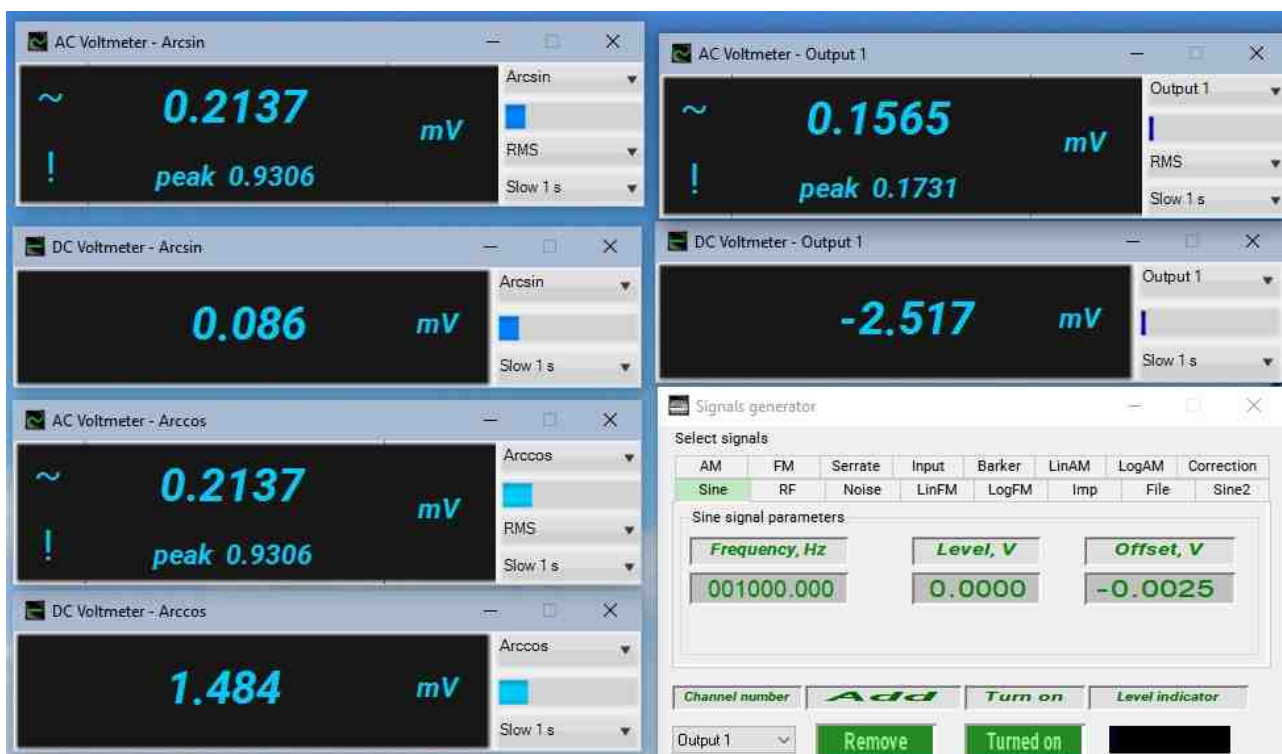 AC Voltmeter - Arcsin
~
0.2137
mV
!
peak 0.9306
Arcsin
RMS
Slow 1 s
AC Voltmeter - Output 1
~
0.1565
mV
!
peak 0.1731
Output 1
RMS
Slow 1 s
DC Voltmeter - Arcsin
0.086
mV
Arcsin
Slow 1 s
DC Voltmeter - Output 1
-2.517
mV
Output 1
Slow 1 s
AC Voltmeter - Arccos
~
0.2137
mV
!
peak 0.9306
Arccos
RMS
Slow 1 s
DC Voltmeter - Arccos
1.484
mV
Arccos
Slow 1 s
Signals generator
Select signals
AM FM Serrate Input Barker LinAM LogAM Correction
Sine RF Noise LinFM LogFM Imp File Sine2
Sine signal parameters
Frequency, Hz Level, V Offset, V
001000.000 0.0000 -0.0025
Channel number Add Turn on Level indicator
Output 1 Remove Turned on